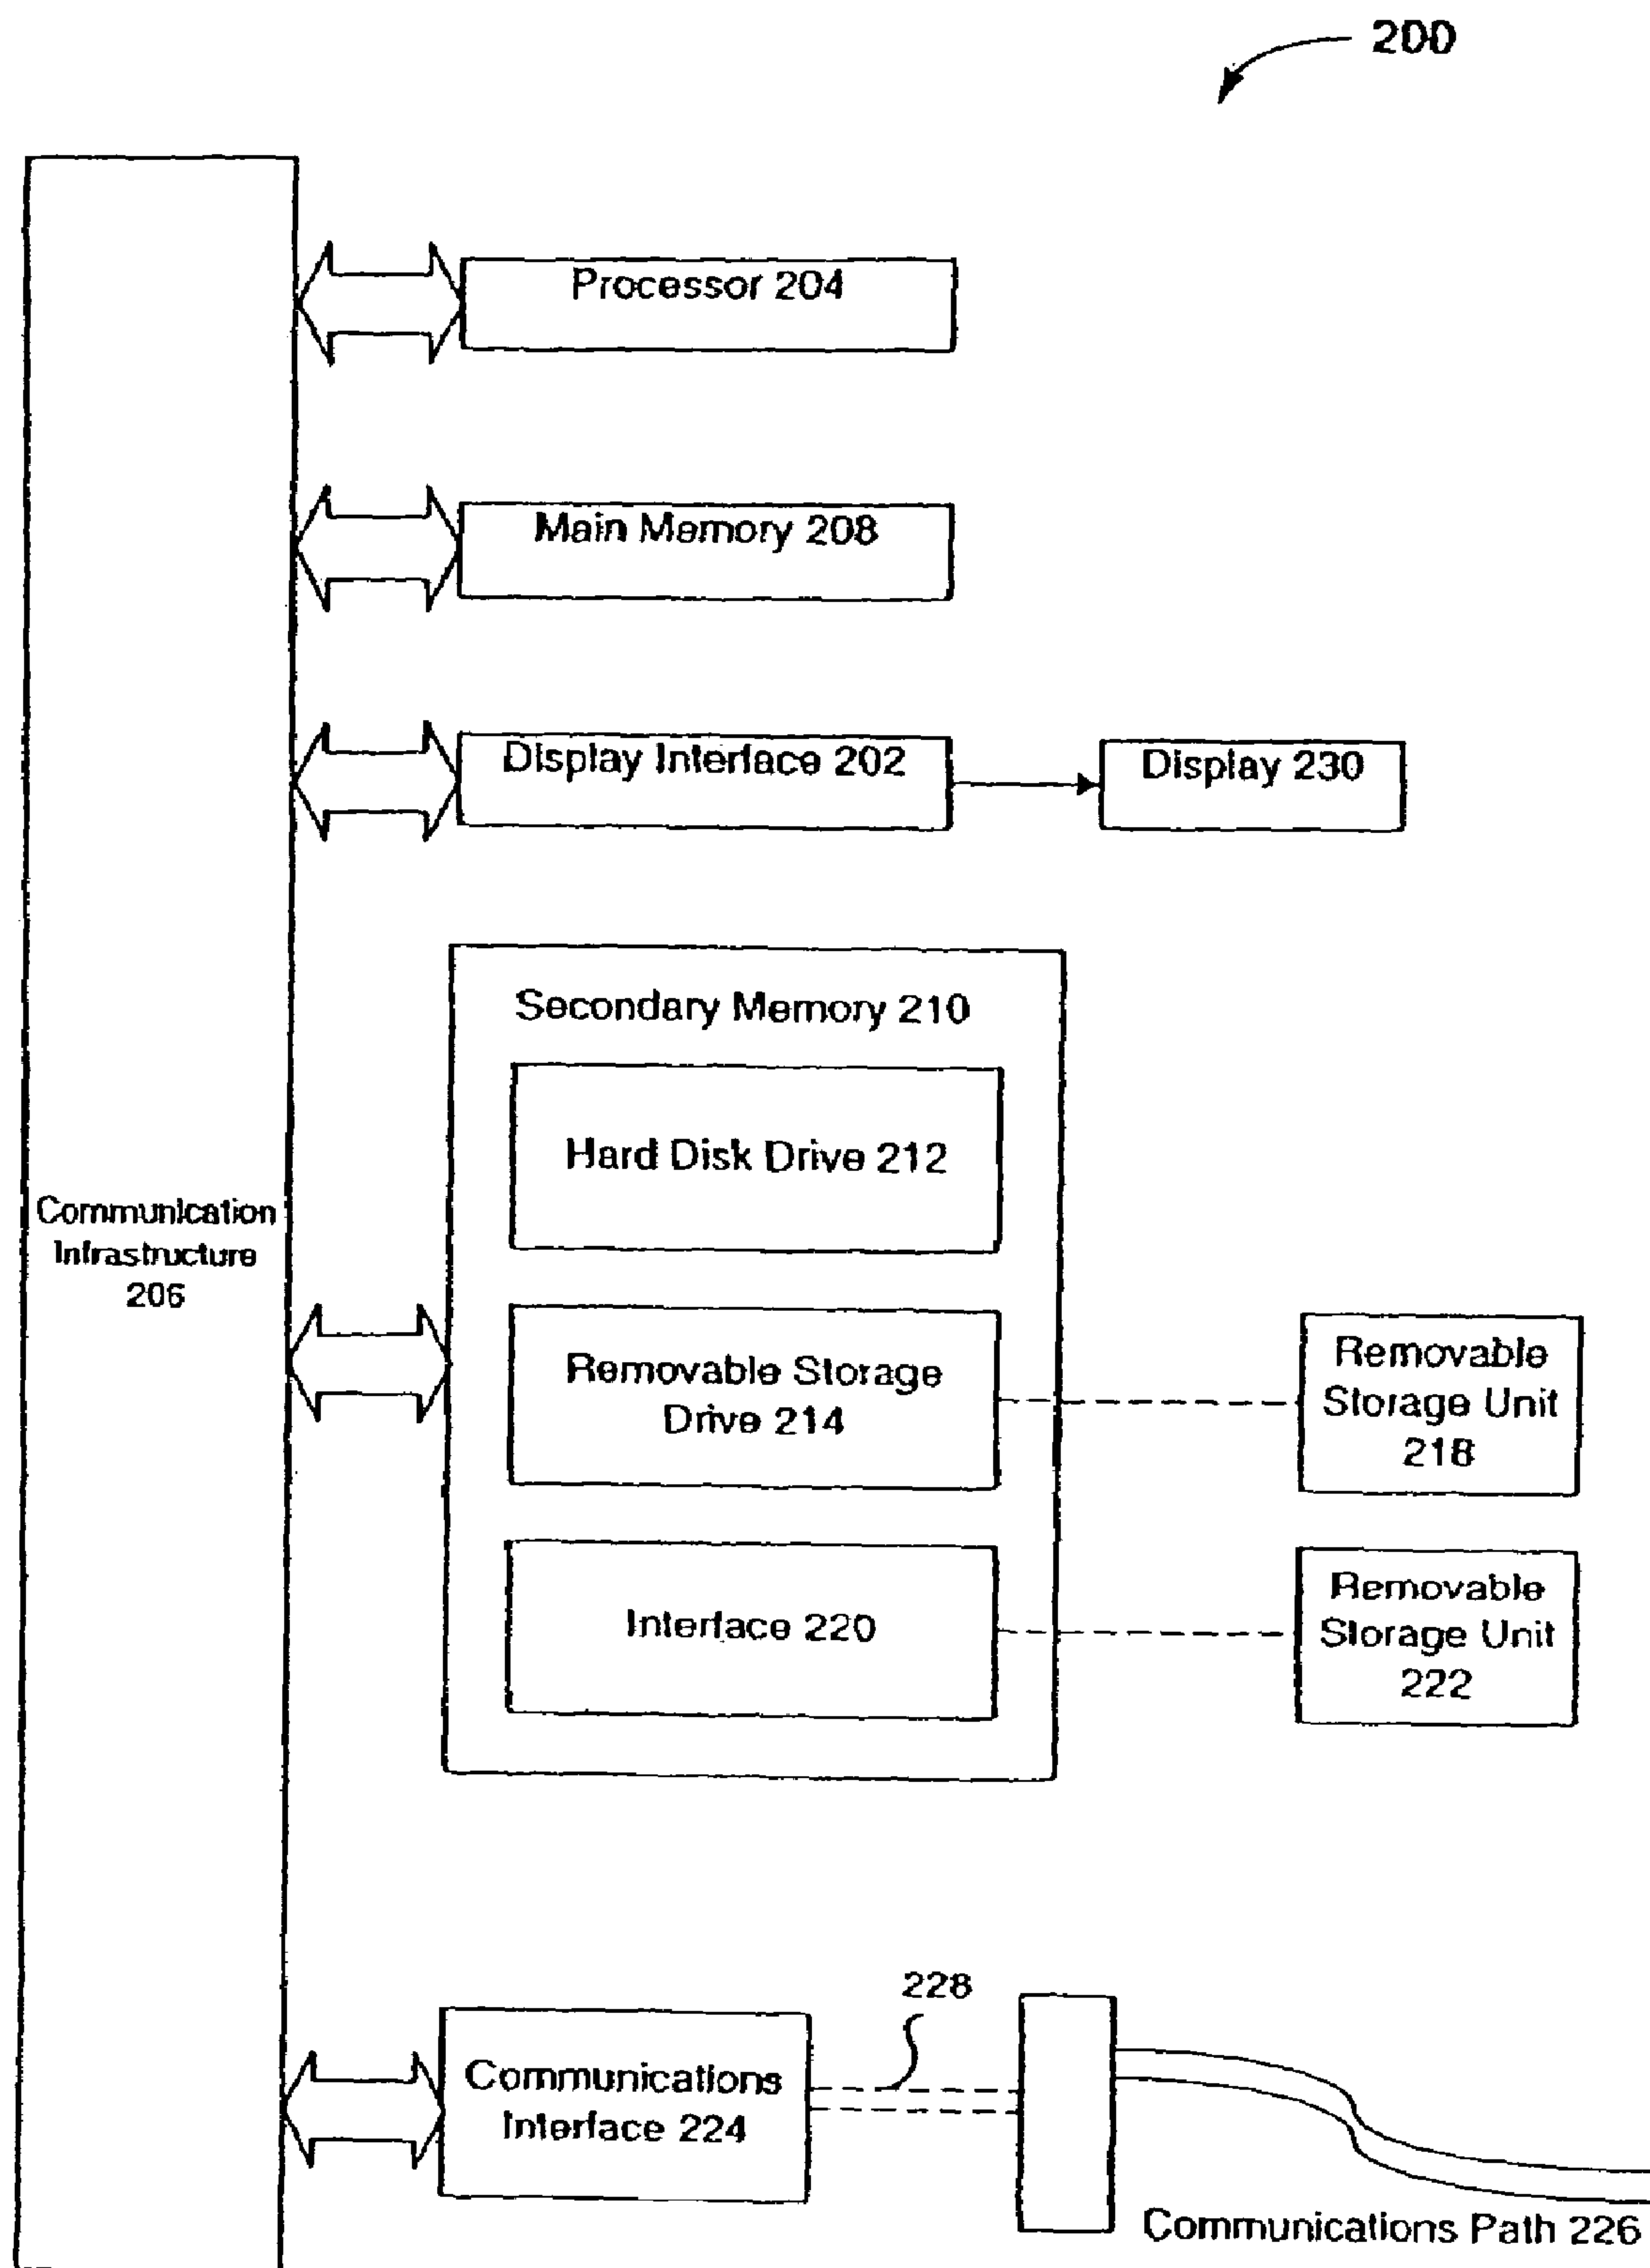 200
Processor 204
Main Memory 208
Display Interface 202
Display 230
Secondary Memory 210
Hard Disk Drive 212
Communication
Infrastructure
206
Removable Storage
Drive 214
Removable
Storage Unit
218
Interface 220
Removable
Storage Unit
222
228
Communications
Interface 224
Communications Path 226